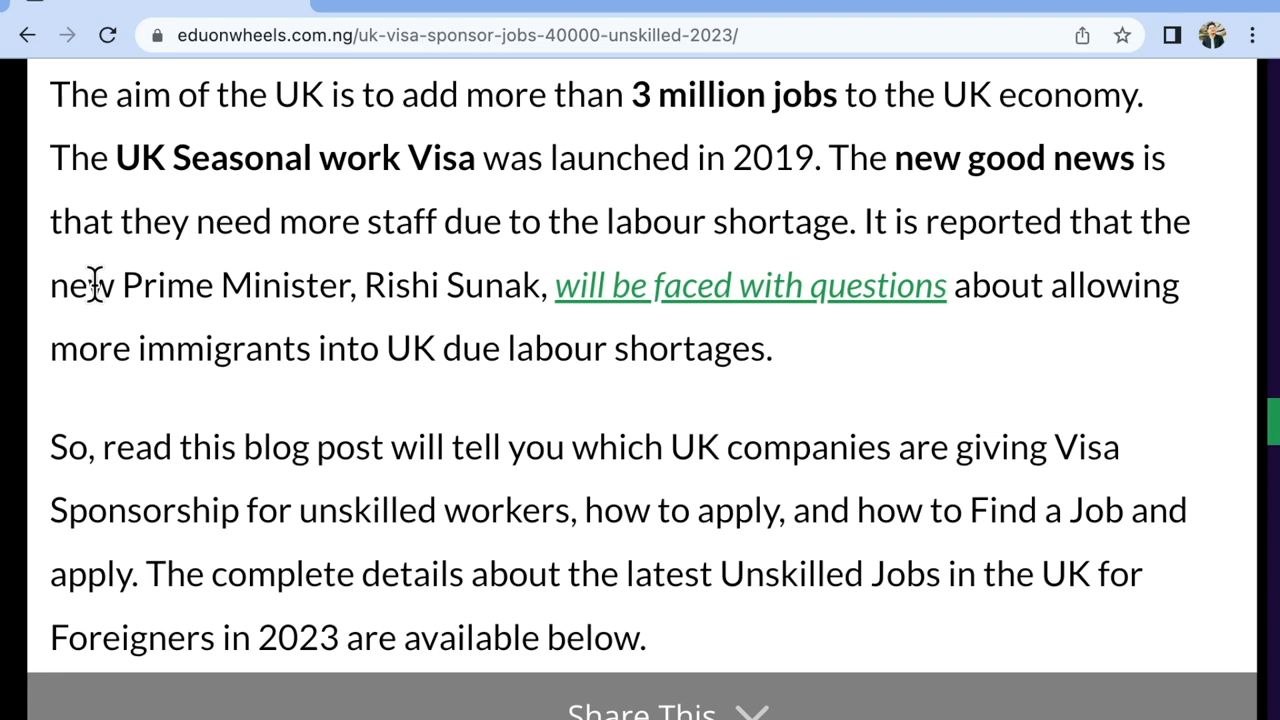 eduonwheels.com.ng/uk-visa-sponsor-jobs-40000-unskilled-2023/
The aim of the UK is to add more than 3 million jobs to the UK economy.
The UK Seasonal work Visa was launched in 2019. The new good news is
that they need more staff due to the labour shortage. It is reported that the
new Prime Minister, Rishi Sunak, will be faced with questions about allowing
more immigrants into UK due labour shortages.
So, read this blog post will tell you which UK companies are giving Visa
Sponsorship for unskilled workers, how to apply, and how to Find a Job and
apply. The complete details about the latest Unskilled Jobs in the UK for
Foreigners in 2023 are available below.
Share This